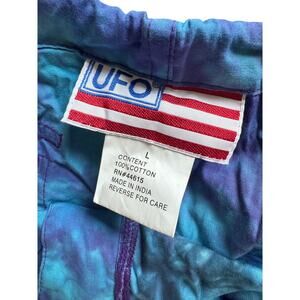 UFO
L
CONTENT
100%COTTON
RN#44615
MADE IN INDIA
REVERSE FOR CARE